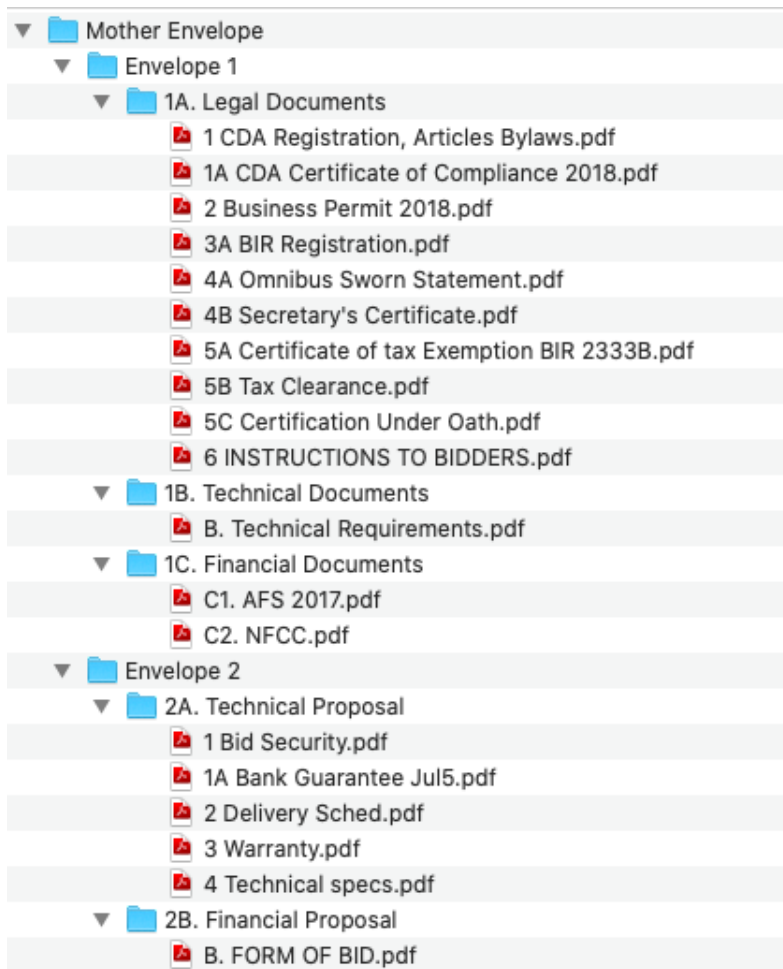 Mother Envelope
Envelope 1
1A. Legal Documents
1 CDA Registration, Articles Bylaws.pdf
1A CDA Certificate of Compliance 2018.pdf
2 Business Permit 2018.pdf
3A BIR Registration.pdf
4A Omnibus Sworn Statement.pdf
4B Secretary's Certificate.pdf
5A Certificate of tax Exemption BIR 2333B.pdf
5B Tax Clearance.pdf
5C Certification Under Oath.pdf
6 INSTRUCTIONS TO BIDDERS.pdf
1B. Technical Documents
B. Technical Requirements.pdf
1C. Financial Documents
C1. AFS 2017.pdf
C2. NFCC.pdf
Envelope 2
2A. Technical Proposal
1 Bid Security.pdf
1A Bank Guarantee Jul5.pdf
2 Delivery Sched.pdf
3 Warranty.pdf
4 Technical specs.pdf
2B. Financial Proposal
B. FORM OF BID.pdf